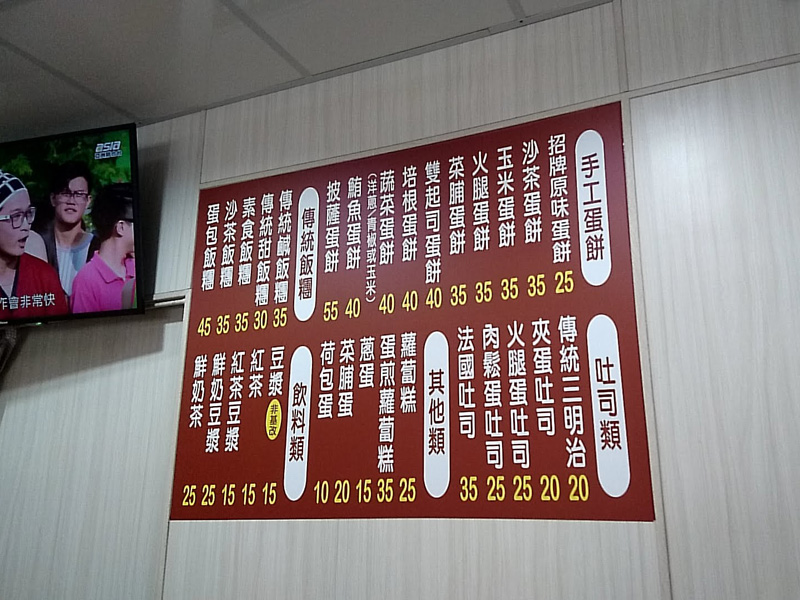 手工蛋餅
招牌原味蛋餅 25
沙茶蛋餅 35
玉米蛋餅 35
火腿蛋餅 35
菜脯蛋餅 35
雙起司蛋餅 40
培根蛋餅 40
蔬菜蛋餅 40
(洋蔥/青椒或玉米)
鮪魚蛋餅 40
披薩蛋餅 55
傳統飯糰
傳統鹹飯糰 35
傳統甜飯糰 30
素食飯糰 35
沙茶飯糰 35
蛋包飯糰 45
吐司類
傳統三明治 20
夾蛋吐司 20
火腿蛋吐司 25
肉鬆蛋吐司 25
法國吐司 35
其他類
蘿蔔糕 25
蛋煎蘿蔔糕 35
蔥蛋 15
菜脯蛋 20
荷包蛋 10
飲料類
豆漿 非基改 15
紅茶 15
紅茶豆漿 15
鮮奶豆漿 25
鮮奶茶 25
asia
作會非常快